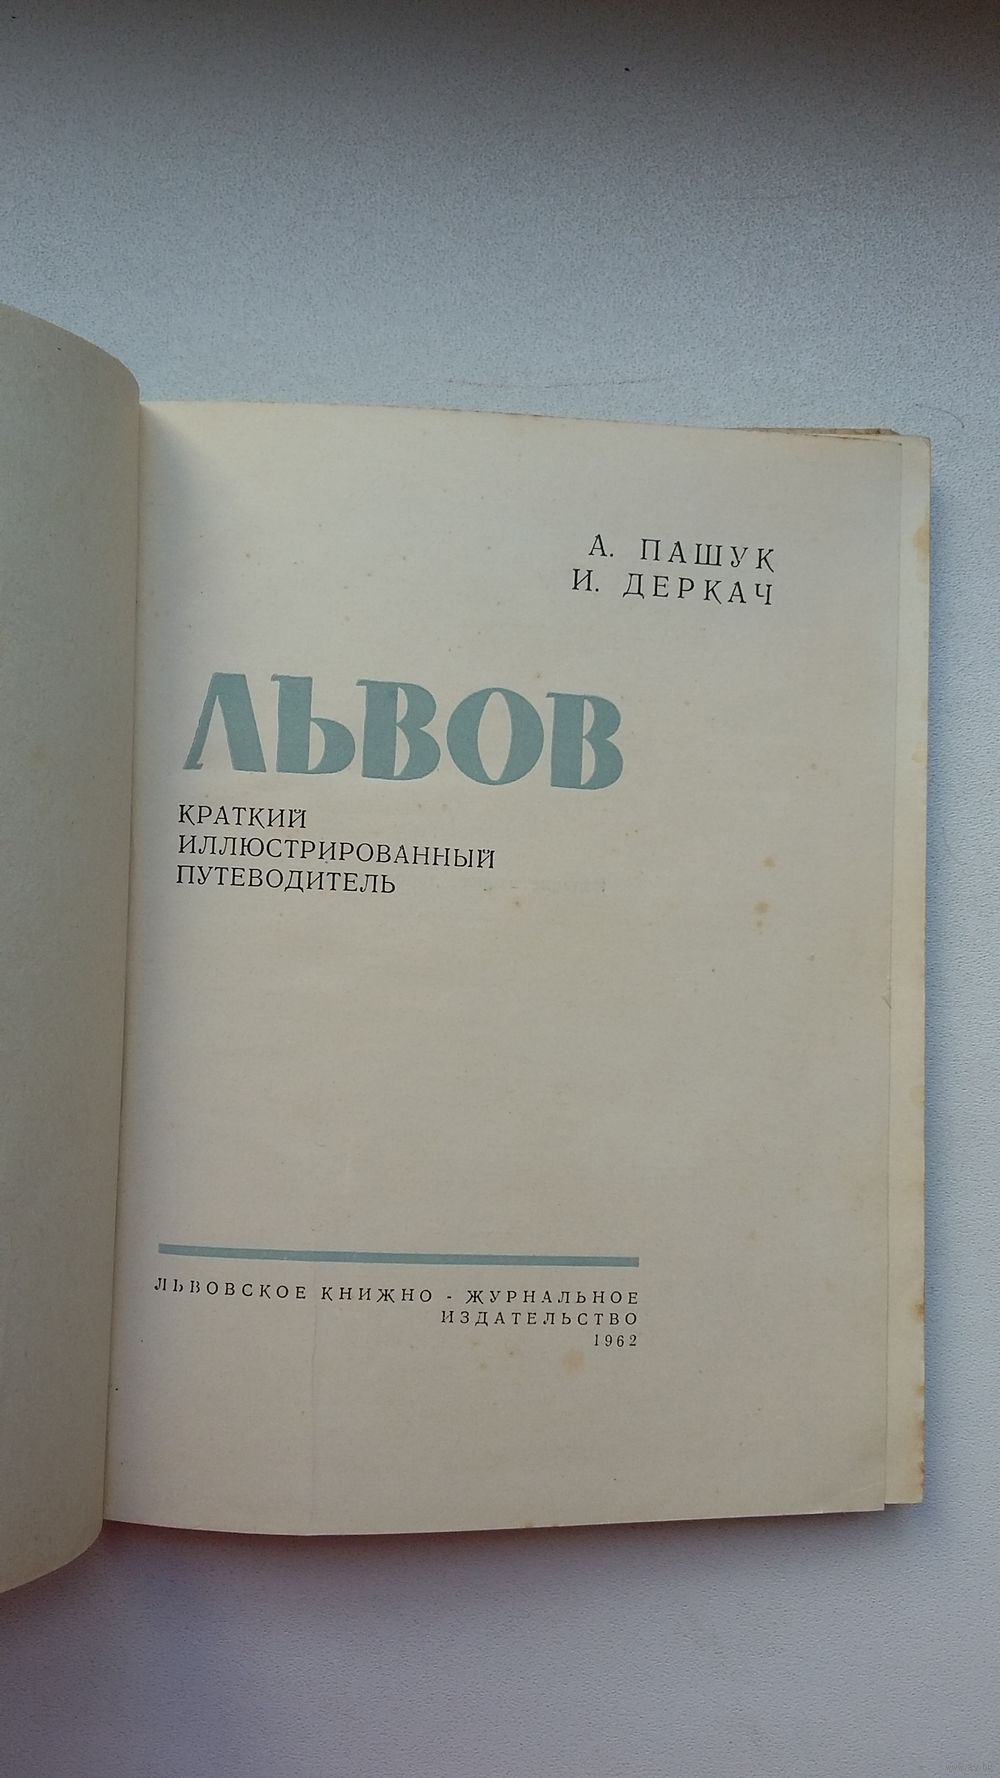 А. ПАШУК
И. ДЕРКАЧ
ЛЬВОВ
КРАТКИЙ
ИЛЛЮСТРИРОВАННЫЙ
ПУТЕВОДИТЕЛЬ
ЛЬВОВСКОЕ КНИЖНО - ЖУРНАЛЬНОЕ
ИЗДАТЕЛЬСТВО
1962